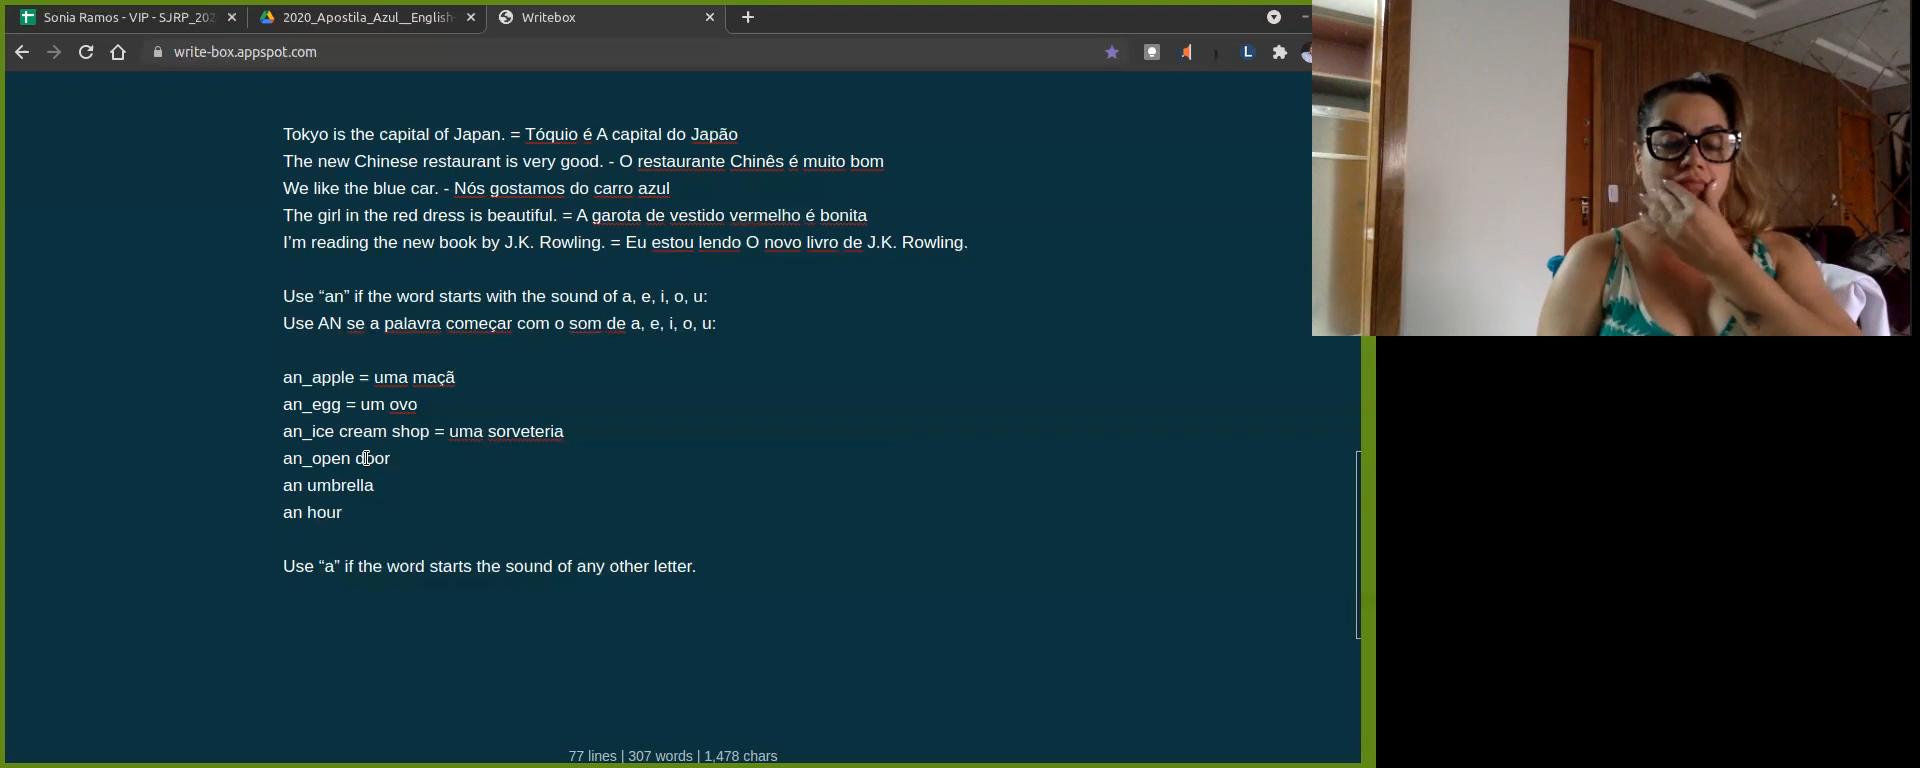 Sonia Ramos - VIP - SJRP_202
2020_Apostila_Azul__English
Writebox
write-box.appspot.com
L
Tokyo is the capital of Japan. = Tóquio é A capital do Japão
The new Chinese restaurant is very good. - O restaurante Chinês é muito bom
We like the blue car. - Nós gostamos do carro azul
The girl in the red dress is beautiful. = A garota de vestido vermelho é bonita
I’m reading the new book by J.K. Rowling. = Eu estou lendo O novo livro de J.K. Rowling.
Use “an” if the word starts with the sound of a, e, i, o, u:
Use AN se a palavra começar com o som de a, e, i, o, u:
an_apple = uma maçã
an_egg = um ovo
an_ice cream shop = uma sorveteria
an_open door
an umbrella
an hour
Use “a” if the word starts the sound of any other letter.
77 lines | 307 words | 1,478 chars